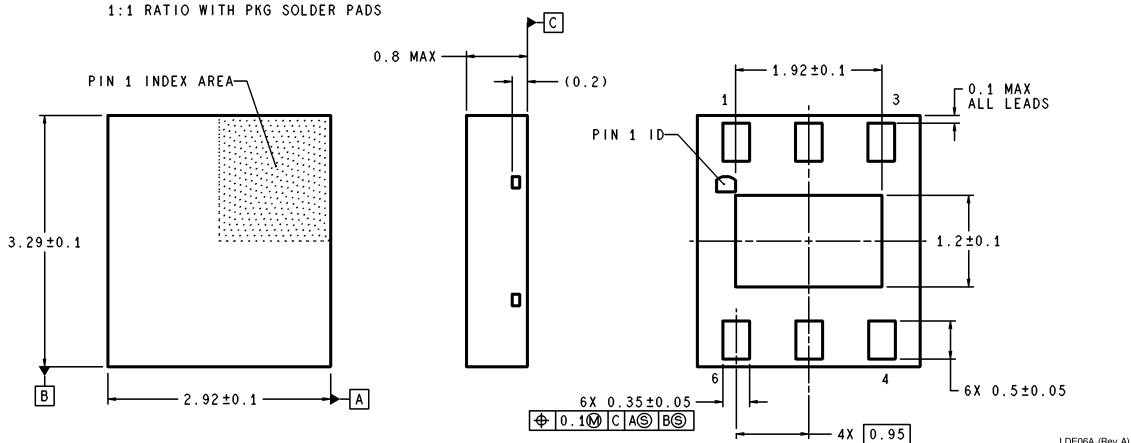 1:1 RATIO WITH PKG SOLDER PADS
C
0.8 MAX
(0.2)
PIN 1 INDEX AREA
1.92±0.1
0.1 MAX
ALL LEADS
1
3
PIN 1 ID
3.29±0.1
1.2±0.1
B
2.92±0.1
A
6
4
6X 0.35±0.05
6X 0.5±0.05
⌖ 0.1Ⓜ C AⓈ BⓈ
4X 0.95
LDE06A (Rev A)